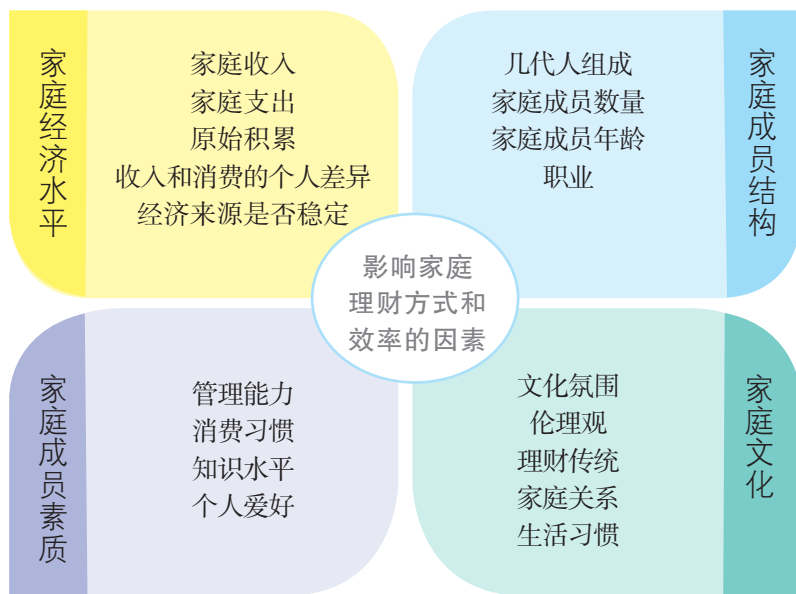 家庭经济水平
家庭收入
家庭支出
原始积累
收入和消费的个人差异
经济来源是否稳定
几代人组成
家庭成员数量
家庭成员年龄
职业
家庭成员结构
影响家庭
理财方式和
效率的因素
家庭成员素质
管理能力
消费习惯
知识水平
个人爱好
文化氛围
伦理观
理财传统
家庭关系
生活习惯
家庭文化